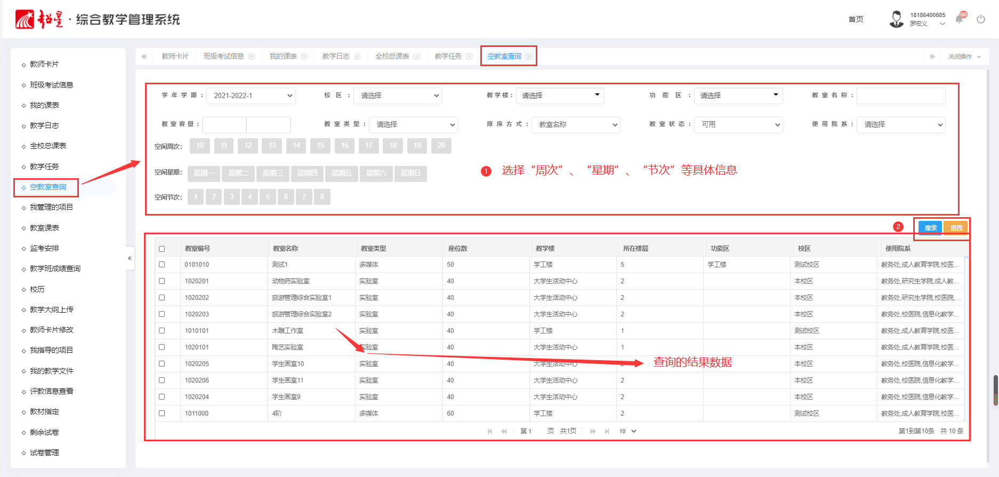 超星 · 综合教学管理系统
首页
18186400685
罗宏义
60
教师卡片
班级考试信息
我的课表
教学日志
全校总课表
教学任务
空教室查询
关闭操作
教师卡片
班级考试信息
我的课表
教学日志
全校总课表
教学任务
空教室查询
我管理的项目
教室课表
监考安排
教学班成绩查询
校历
教学大纲上传
教师卡片修改
我指导的项目
我的教学文件
评教信息查看
教材指定
剩余试卷
试卷管理
学年学期: 2021-2022-1 校区: 请选择 教学楼: 请选择 功能区: 请选择 教室名称:
教室容量: 教室类型: 请选择 排序方式: 教室名称 教室状态: 可用 使用院系: 请选择
空闲周次: 10 11 12 13 14 15 16 17 18 19 20
空闲星期: 星期一 星期二 星期三 星期四 星期五 星期六 星期日
1 选择“周次”、“星期”、“节次”等具体信息
空闲节次: 1 2 3 4 5 6 7 8
2 搜索 重置
教室编号 教室名称 教室类型 座位数 教学楼 所在楼层 功能区 校区 使用院系
0101010 测试1 多媒体 50 学工楼 5 学工楼 测试校区 教务处,成人教育学院,校医...
1020201 动物药实验室 实验室 40 大学生活动中心 2 本校区 教务处,研究生学院,成人教...
1020202 旅游管理综合实验室1 实验室 40 大学生活动中心 2 本校区 教务处,研究生学院,校医院,...
1020203 旅游管理综合实验室2 实验室 40 大学生活动中心 2 本校区 教务处,校医院,信息化教学...
1010101 木雕工作室 实验室 40 学工楼 1 测试校区 教务处,成人教育学院,校医...
1020101 陶艺实验室 实验室 40 大学生活动中心 1 本校区 教务处,成人教育学院,校医...
1020205 学生画室10 实验室 40 大学生活动中心 2 本校区 教务处,校医院,信息化教学...
查询的结果数据
1020206 学生画室11 实验室 40 大学生活动中心 2 本校区 教务处,校医院,信息化教学...
1020204 学生画室9 实验室 40 大学生活动中心 2 本校区 教务处,校医院,信息化教学...
1011000 4阶 多媒体 60 学工楼 2 测试校区 教务处,成人教育学院,校医...
第 1 页 共1页 10 第1到第10条 共 10 条